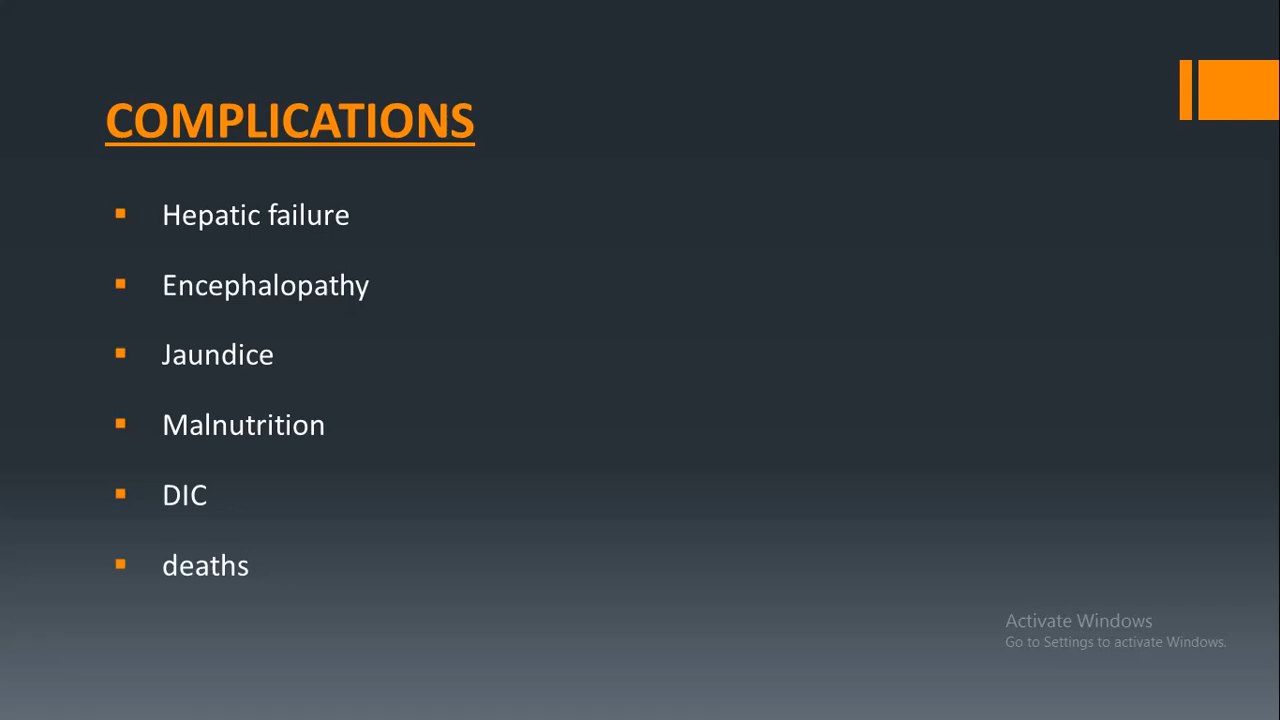 COMPLICATIONS
Hepatic failure
Encephalopathy
Jaundice
Malnutrition
DIC
deaths
Activate Windows
Go to Settings to activate Windows.